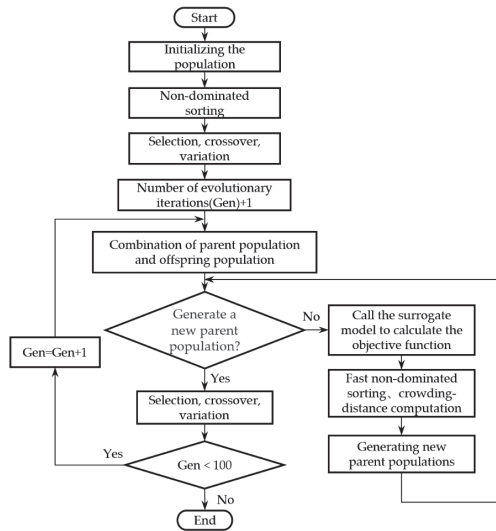 Start
Initializing the
population
Non-dominated
sorting
Selection, crossover,
variation
Number of evolutionary
iterations(Gen)+1
Combination of parent population
and offspring population
Generate a
new parent
population?
No
Call the surrogate
model to calculate the
objective function
Gen=Gen+1
Yes
Fast non-dominated
sorting、crowding-
distance computation
Selection, crossover,
variation
Generating new
parent populations
Yes
Gen < 100
No
End